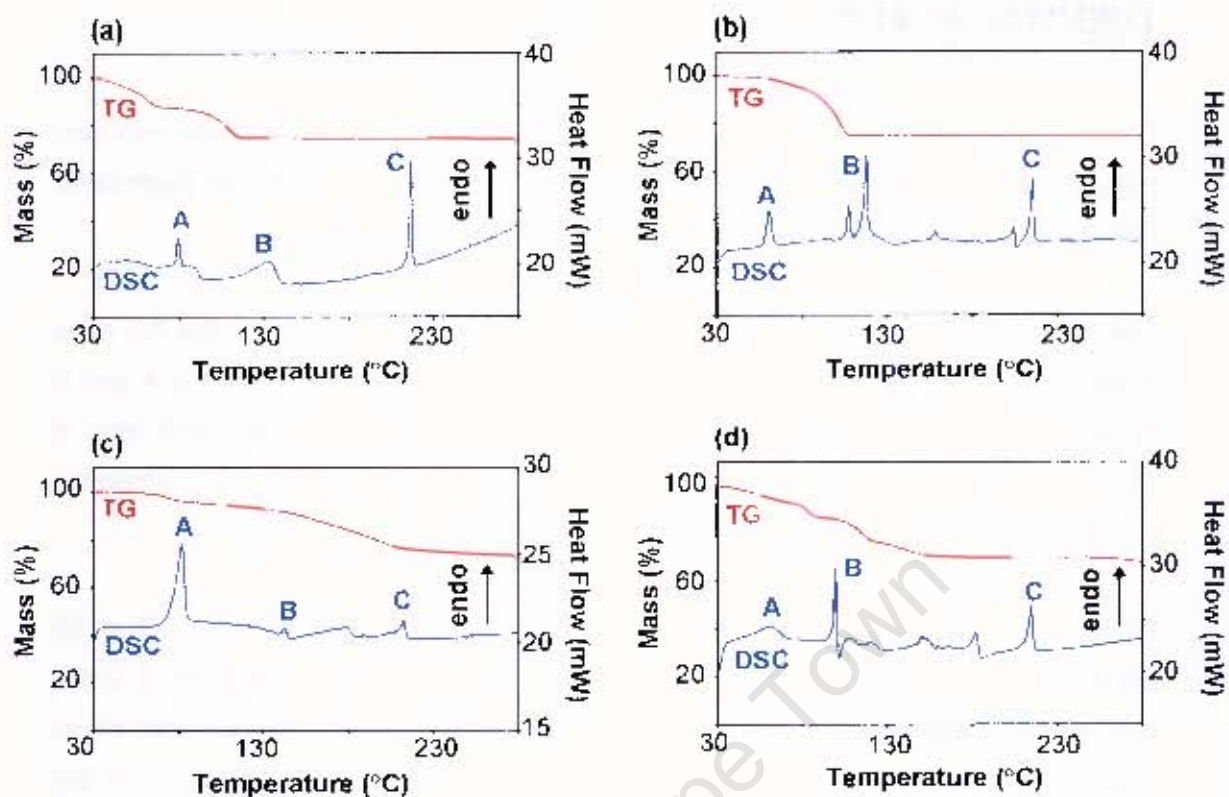 (a)
100
60
20
Mass (%)
TG
DSC
A
B
C
endo
40
30
20
Heat Flow (mW)
30
130
230
Temperature (°C)
(b)
100
60
20
Mass (%)
TG
DSC
A
B
C
endo
40
30
20
Heat Flow (mW)
30
130
230
Temperature (°C)
(c)
100
60
20
Mass (%)
TG
DSC
A
B
C
endo
30
25
20
15
Heat Flow (mW)
30
130
230
Temperature (°C)
(d)
100
60
20
Mass (%)
TG
DSC
A
B
C
endo
40
30
20
Heat Flow (mW)
30
130
230
Temperature (°C)
pe Town